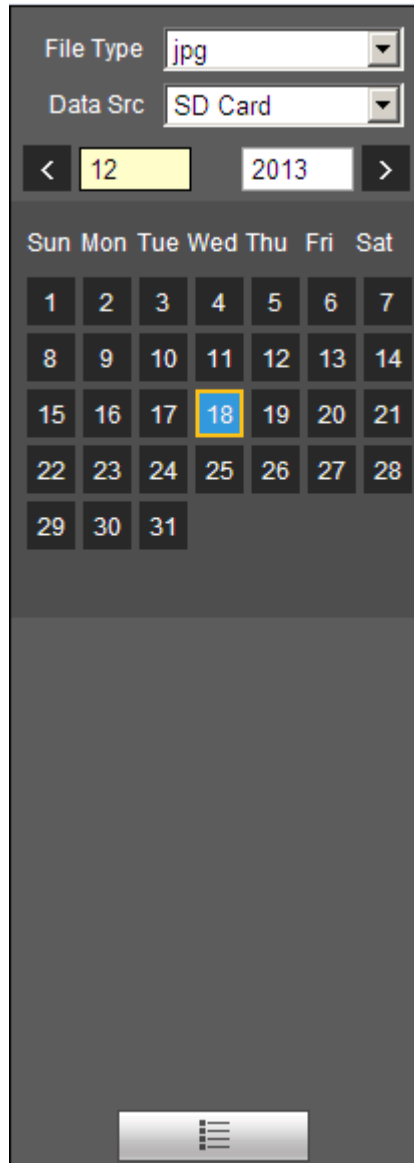 File Type jpg
Data Src SD Card
< 12 2013 >
Sun Mon Tue Wed Thu Fri Sat
1 2 3 4 5 6 7
8 9 10 11 12 13 14
15 16 17 18 19 20 21
22 23 24 25 26 27 28
29 30 31